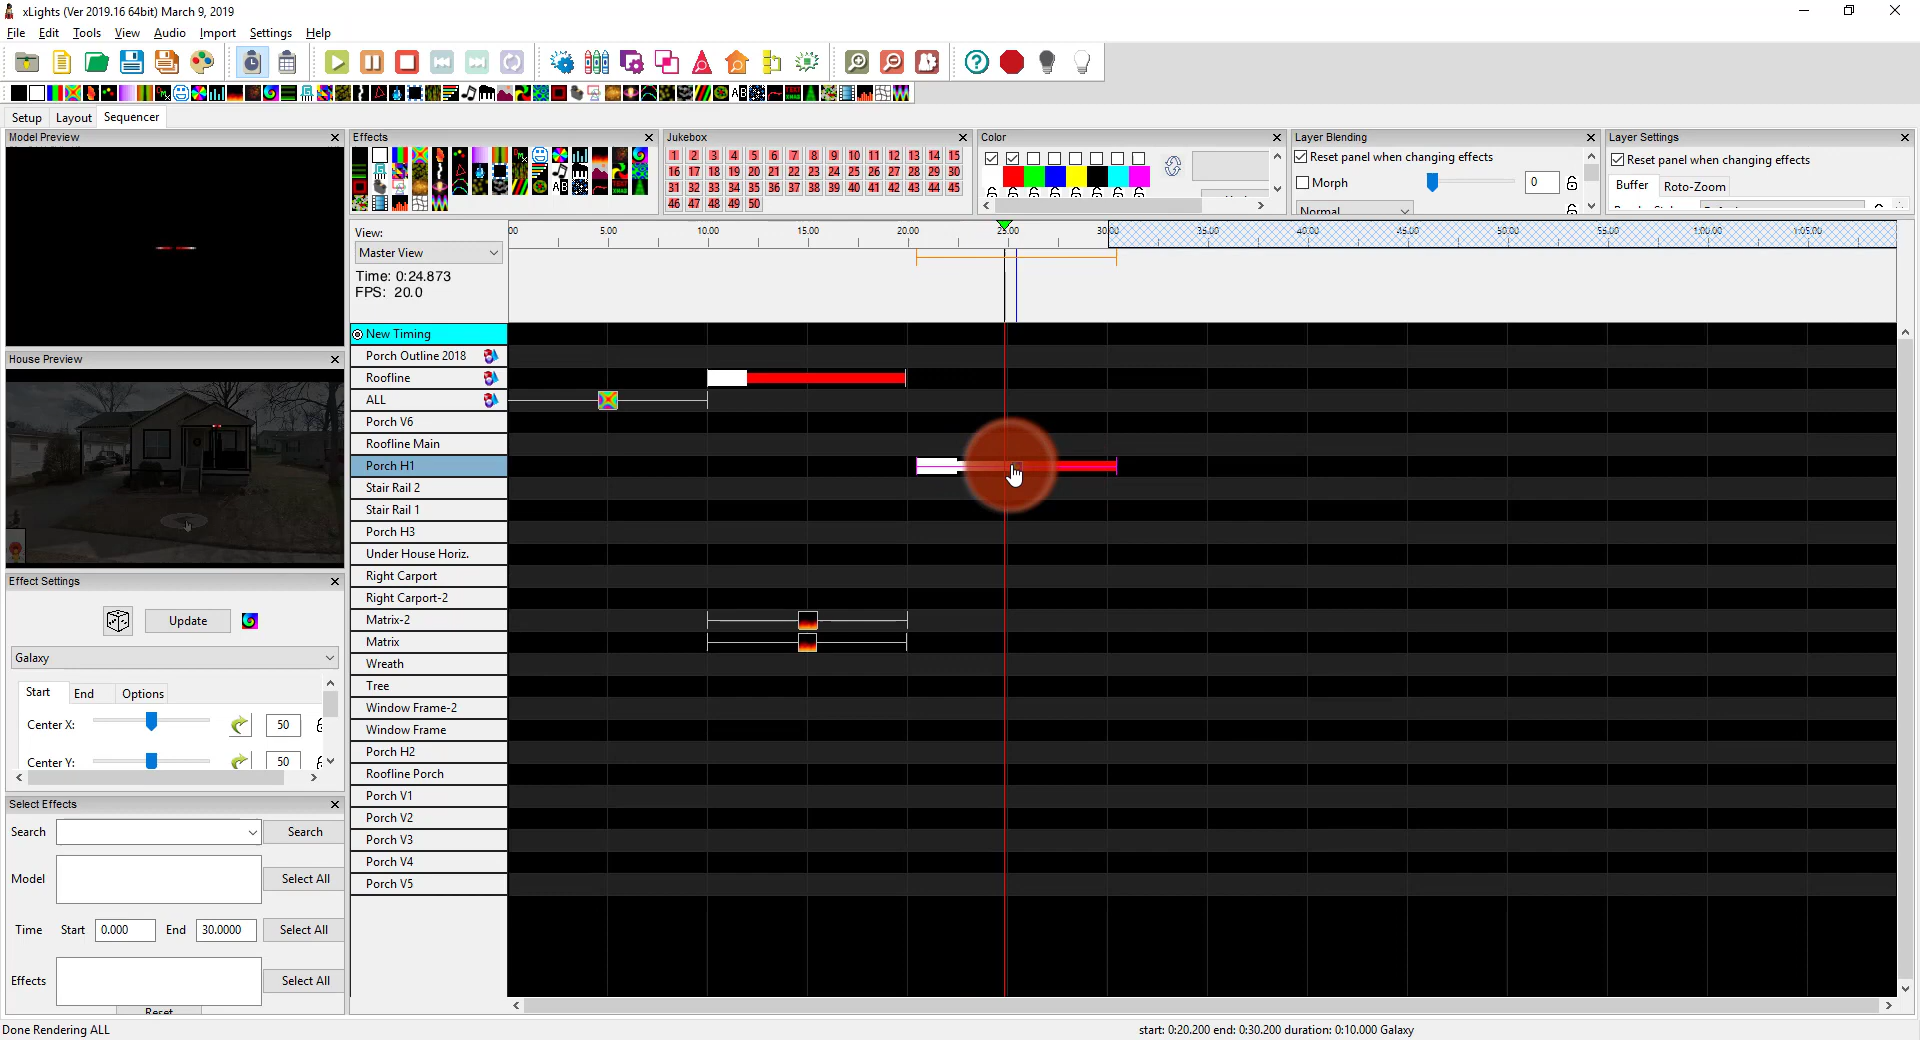 xLights (Ver 2019.16 64bit) March 9, 2019
File Edit Tools View Audio Import Settings Help
Setup Layout Sequencer
Model Preview
House Preview
Effect Settings
Update
Galaxy
Start End Options
Center X: 50
Center Y: 50
Select Effects
Search Search
Model Select All
Time Start 0.000 End 30.0000 Select All
Effects Select All
Reset
Effects
Jukebox
1 2 3 4 5 6 7 8 9 10 11 12 13 14 15
16 17 18 19 20 21 22 23 24 25 26 27 28 29 30
31 32 33 34 35 36 37 38 39 40 41 42 43 44 45
46 47 48 49 50
Color
Layer Blending
Reset panel when changing effects
Morph 0
Normal
Layer Settings
Reset panel when changing effects
Buffer Roto-Zoom
View:
Master View
Time: 0:24.873
FPS: 20.0
00 5:00 10:00 15:00 20:00 25:00 30:00 35:00 40:00 45:00 50:00 55:00 1:00:00 1:05:00
New Timing
Porch Outline 2018
Roofline
ALL
Porch V6
Roofline Main
Porch H1
Stair Rail 2
Stair Rail 1
Porch H3
Under House Horiz.
Right Carport
Right Carport-2
Matrix-2
Matrix
Wreath
Tree
Window Frame-2
Window Frame
Porch H2
Roofline Porch
Porch V1
Porch V2
Porch V3
Porch V4
Porch V5
Done Rendering ALL
start: 0:20.200 end: 0:30.200 duration: 0:10.000 Galaxy